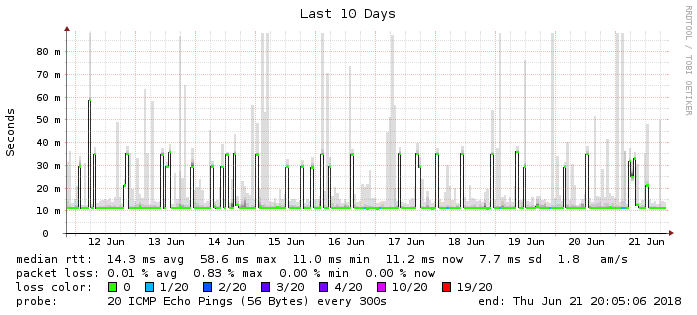 Last 10 Days
RRDTOOL / TOBI OETIKER
Seconds
80 m
70 m
60 m
50 m
40 m
30 m
20 m
10 m
0
12 Jun 13 Jun 14 Jun 15 Jun 16 Jun 17 Jun 18 Jun 19 Jun 20 Jun 21 Jun
median rtt: 14.3 ms avg 58.6 ms max 11.0 ms min 11.2 ms now 7.7 ms sd 1.8 am/s
packet loss: 0.01 % avg 0.83 % max 0.00 % min 0.00 % now
loss color: 0 1/20 2/20 3/20 4/20 10/20 19/20
probe: 20 ICMP Echo Pings (56 Bytes) every 300s end: Thu Jun 21 20:05:06 2018